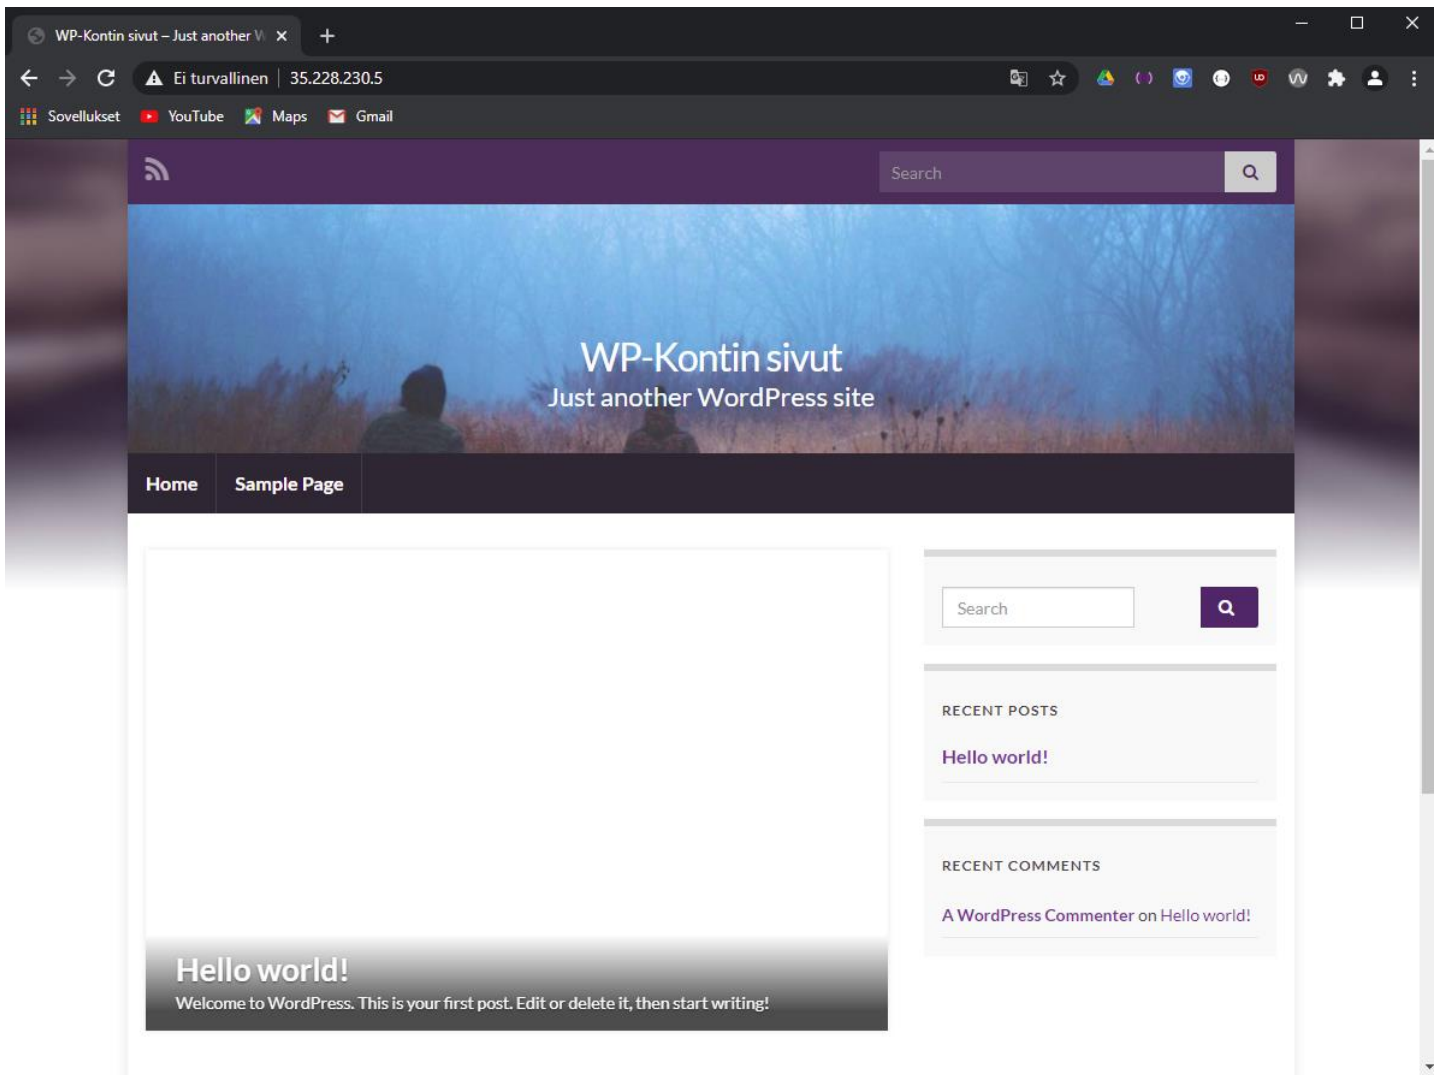 WP-Kontin sivut – Just another W
Ei turvallinen | 35.228.230.5
Sovellukset YouTube Maps Gmail
Search
WP-Kontin sivut
Just another WordPress site
Home Sample Page
Search
RECENT POSTS
Hello world!
RECENT COMMENTS
A WordPress Commenter on Hello world!
Hello world!
Welcome to WordPress. This is your first post. Edit or delete it, then start writing!